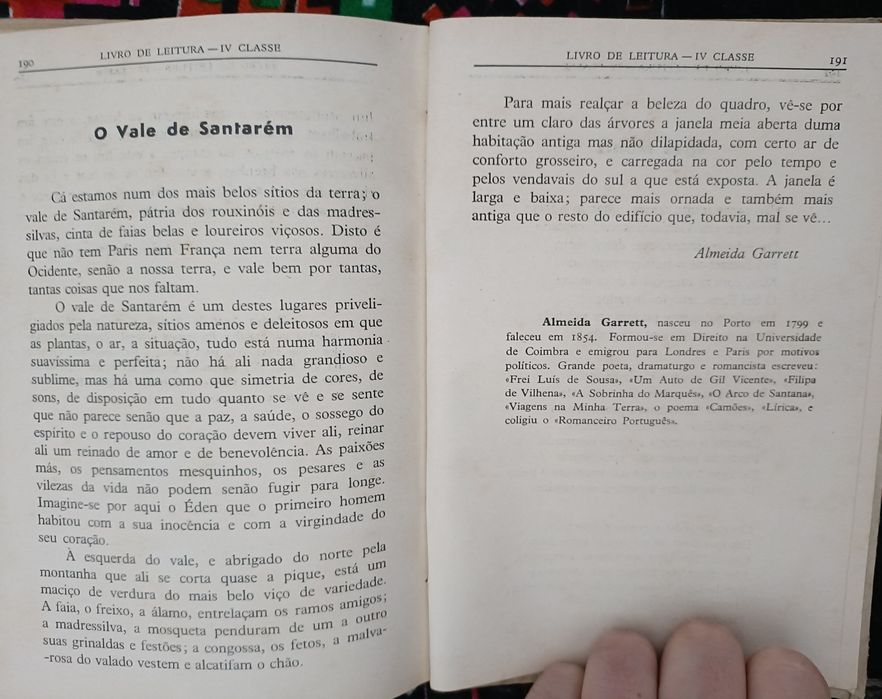 190
LIVRO DE LEITURA — IV CLASSE
O Vale de Santarém
Cá estamos num dos mais belos sítios da terra; o
vale de Santarém, pátria dos rouxinóis e das madres-
silvas, cinta de faias belas e loureiros viçosos. Disto é
que não tem Paris nem França nem terra alguma do
Ocidente, senão a nossa terra, e vale bem por tantas,
tantas coisas que nos faltam.
O vale de Santarém é um destes lugares priveli-
giados pela natureza, sítios amenos e deleitosos em que
as plantas, o ar, a situação, tudo está numa harmonia
suavíssima e perfeita; não há ali nada grandioso e
sublime, mas há uma como que simetria de cores, de
sons, de disposição em tudo quanto se vê e se sente
que não parece senão que a paz, a saúde, o sossego do
espírito e o repouso do coração devem viver ali, reinar
ali um reinado de amor e de benevolência. As paixões
más, os pensamentos mesquinhos, os pesares e as
vilezas da vida não podem senão fugir para longe.
Imagine-se por aqui o Éden que o primeiro homem
habitou com a sua inocência e com a virgindade do
seu coração.
À esquerda do vale, e abrigado do norte pela
montanha que ali se corta quase a pique, está um
maciço de verdura do mais belo viço de variedade.
A faia, o freixo, a álamo, entrelaçam os ramos amigos;
a madressilva, a mosqueta penduram de um a outro
suas grinaldas e festões; a congossa, os fetos, a malva-
-rosa do valado vestem e alcatifam o chão.
LIVRO DE LEITURA — IV CLASSE
191
Para mais realçar a beleza do quadro, vê-se por
entre um claro das árvores a janela meia aberta duma
habitação antiga mas não dilapidada, com certo ar de
conforto grosseiro, e carregada na cor pelo tempo e
pelos vendavais do sul a que está exposta. A janela é
larga e baixa; parece mais ornada e também mais
antiga que o resto do edifício que, todavia, mal se vê...
Almeida Garrett
Almeida Garrett, nasceu no Porto em 1799 e
faleceu em 1854. Formou-se em Direito na Universidade
de Coimbra e emigrou para Londres e Paris por motivos
políticos. Grande poeta, dramaturgo e romancista escreveu:
«Frei Luís de Sousa», «Um Auto de Gil Vicente», «Filipa
de Vilhena», «A Sobrinha do Marquês», «O Arco de Santana»,
«Viagens na Minha Terra», o poema «Camões», «Lírica», e
coligiu o «Romanceiro Português».